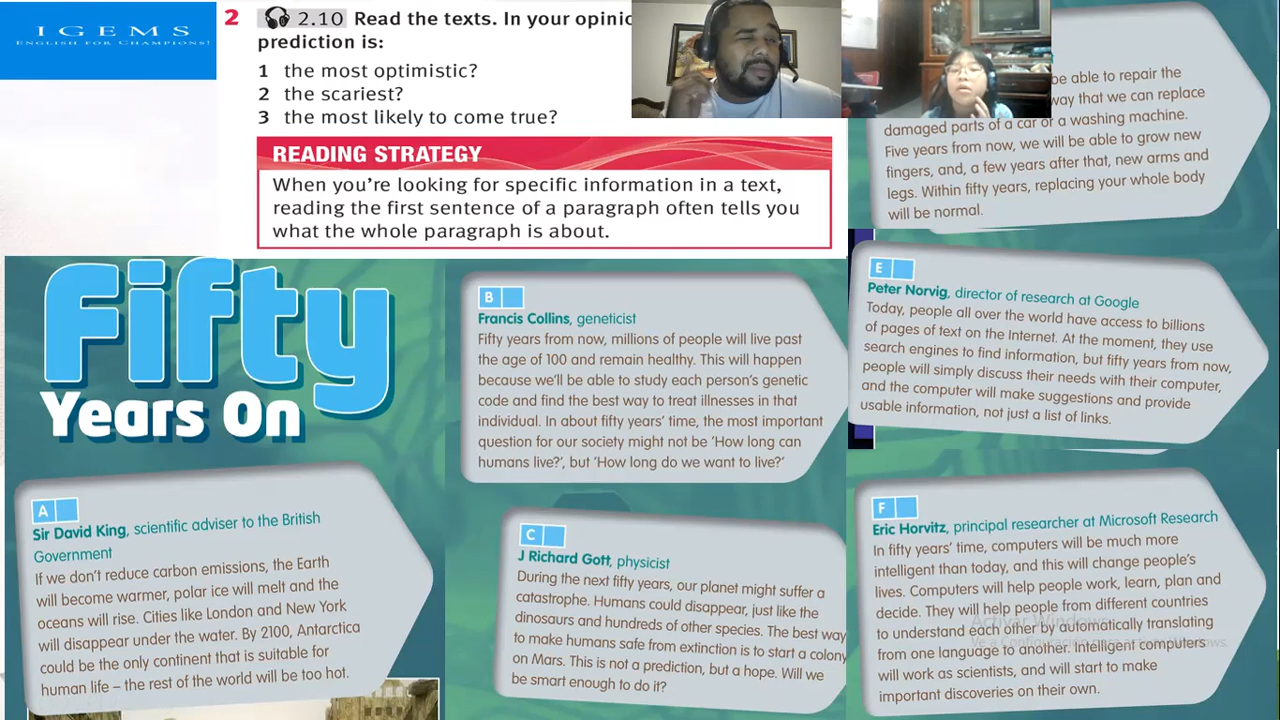 I G E M S
ENGLISH FOR CHAMPIONS!
2 2.10 Read the texts. In your
prediction is:
1 the most optimistic?
2 the scariest?
3 the most likely to come true?
READING STRATEGY
When you're looking for specific information in a text,
reading the first sentence of a paragraph often tells you
what the whole paragraph is about.
Fifty
Years On
A
Sir David King, scientific adviser to the British
Government
If we don't reduce carbon emissions, the Earth
will become warmer, polar ice will melt and the
oceans will rise. Cities like London and New York
will disappear under the water. By 2100, Antarctica
could be the only continent that is suitable for
human life – the rest of the world will be too hot.
B
Francis Collins, geneticist
Fifty years from now, millions of people will live past
the age of 100 and remain healthy. This will happen
because we'll be able to study each person's genetic
code and find the best way to treat illnesses in that
individual. In about fifty years' time, the most important
question for our society might not be 'How long can
humans live?', but 'How long do we want to live?'
C
J Richard Gott, physicist
During the next fifty years, our planet might suffer a
catastrophe. Humans could disappear, just like the
dinosaurs and hundreds of other species. The best way
to make humans safe from extinction is to start a colony
on Mars. This is not a prediction, but a hope. Will we
be smart enough to do it?
be able to repair the
way that we can replace
damaged parts of a car or a washing machine.
Five years from now, we will be able to grow new
fingers, and, a few years after that, new arms and
legs. Within fifty years, replacing your whole body
will be normal.
E
Peter Norvig, director of research at Google
Today, people all over the world have access to billions
of pages of text on the Internet. At the moment, they use
search engines to find information, but fifty years from now,
people will simply discuss their needs with their computer,
and the computer will make suggestions and provide
usable information, not just a list of links.
F
Eric Horvitz, principal researcher at Microsoft Research
In fifty years' time, computers will be much more
intelligent than today, and this will change people's
lives. Computers will help people work, learn, plan and
decide. They will help people from different countries
to understand each other by automatically translating
from one language to another. Intelligent computers
will work as scientists, and will start to make
important discoveries on their own.
Activar Windows
Ve a Configuración para activar Windows.